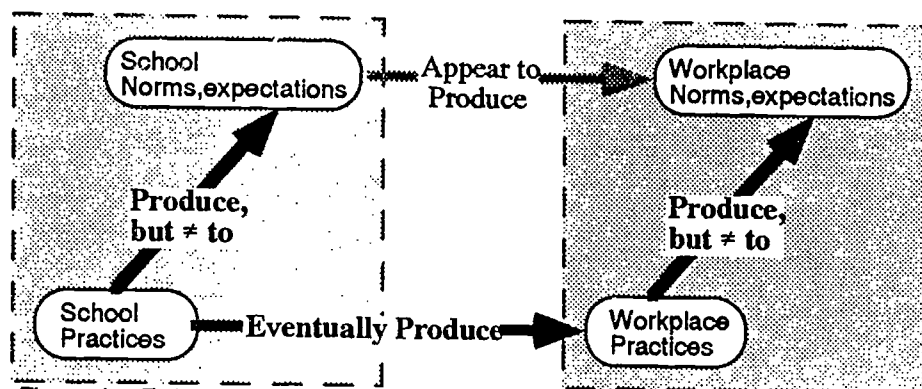 School
Norms,expectations
Appear to
Produce
Workplace
Norms,expectations
Produce,
but ≠ to
Produce,
but ≠ to
School
Practices
Eventually Produce
Workplace
Practices